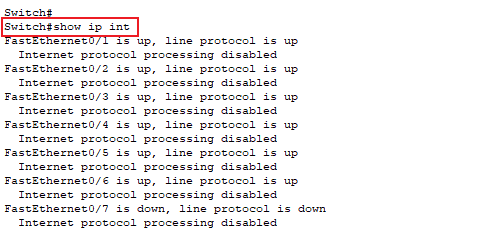 Switch#
Switch#show ip int
FastEthernet0/1 is up, line protocol is up
  Internet protocol processing disabled
FastEthernet0/2 is up, line protocol is up
  Internet protocol processing disabled
FastEthernet0/3 is up, line protocol is up
  Internet protocol processing disabled
FastEthernet0/4 is up, line protocol is up
  Internet protocol processing disabled
FastEthernet0/5 is up, line protocol is up
  Internet protocol processing disabled
FastEthernet0/6 is up, line protocol is up
  Internet protocol processing disabled
FastEthernet0/7 is down, line protocol is down
  Internet protocol processing disabled